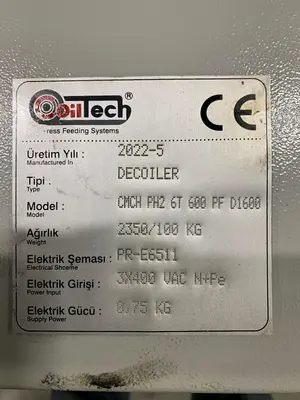 CoilTech®
ress Feeding Systems
CE
Üretim Yılı : 2022-5
Manufactured In
Tipi : DECOILER
Type
Model : CMCH PH2 6T 600 PF D1600
Model
Ağırlık : 2350/100 KG
Weight
Elektrik Şeması : PR-E6511
Electrical Shceme
Elektrik Girişi : 3X400 VAC N+Pe
Power Input
Elektrik Gücü : 0.75 KG
Supply Power